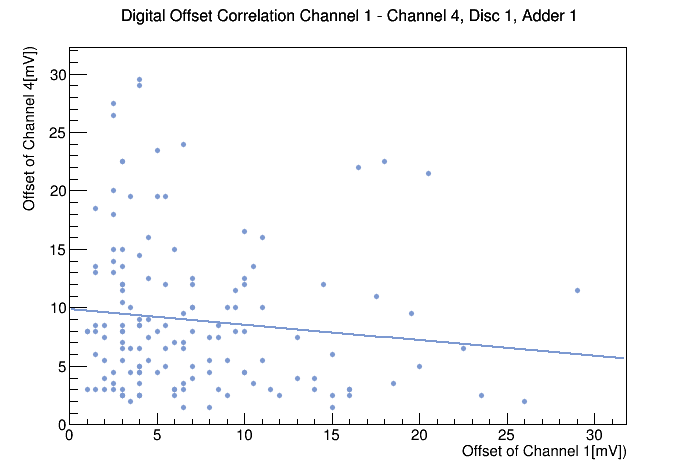 Digital Offset Correlation Channel 1 - Channel 4, Disc 1, Adder 1
Offset of Channel 4[mV])
30
25
20
15
10
5
0
0 5 10 15 20 25 30
Offset of Channel 1[mV])